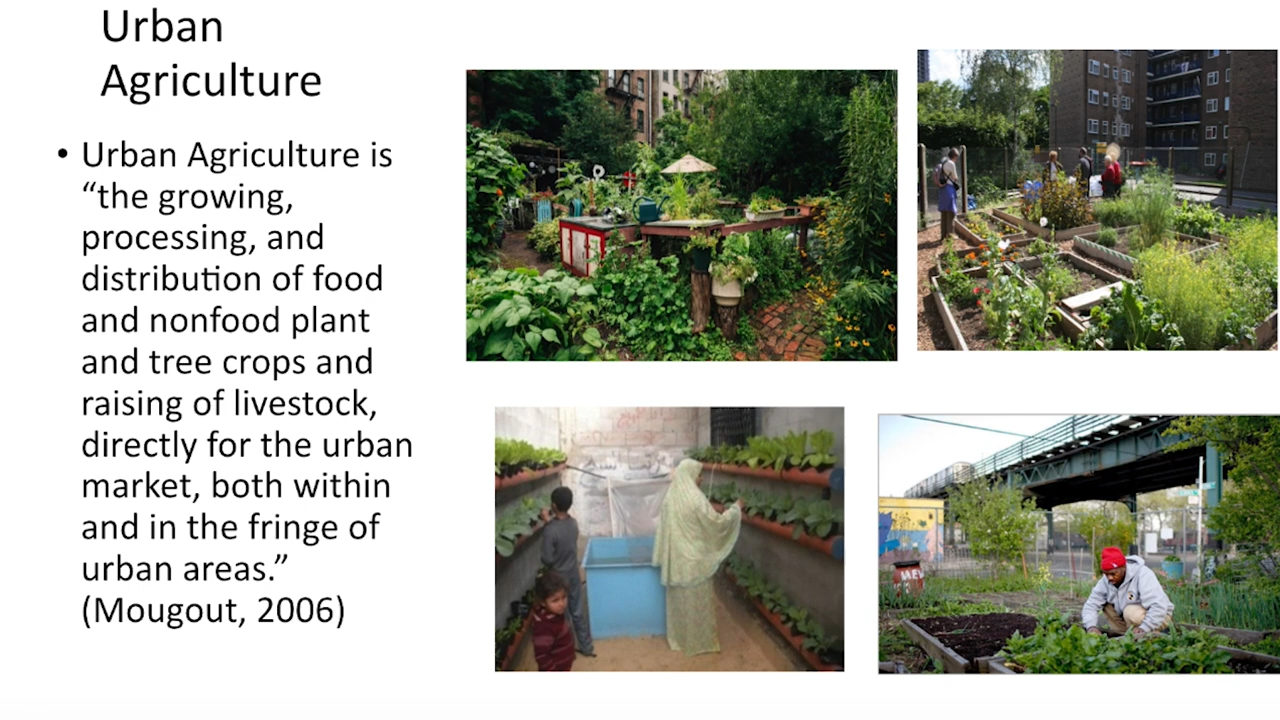 Urban
Agriculture
• Urban Agriculture is
“the growing,
processing, and
distribution of food
and nonfood plant
and tree crops and
raising of livestock,
directly for the urban
market, both within
and in the fringe of
urban areas.”
(Mougout, 2006)